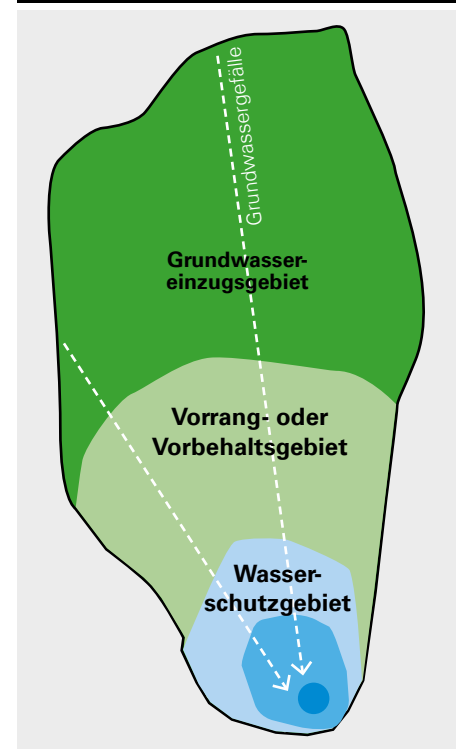 Grundwassergefälle
Grundwasser-
einzugsgebiet
Vorrang- oder
Vorbehaltsgebiet
Wasser-
schutzgebiet